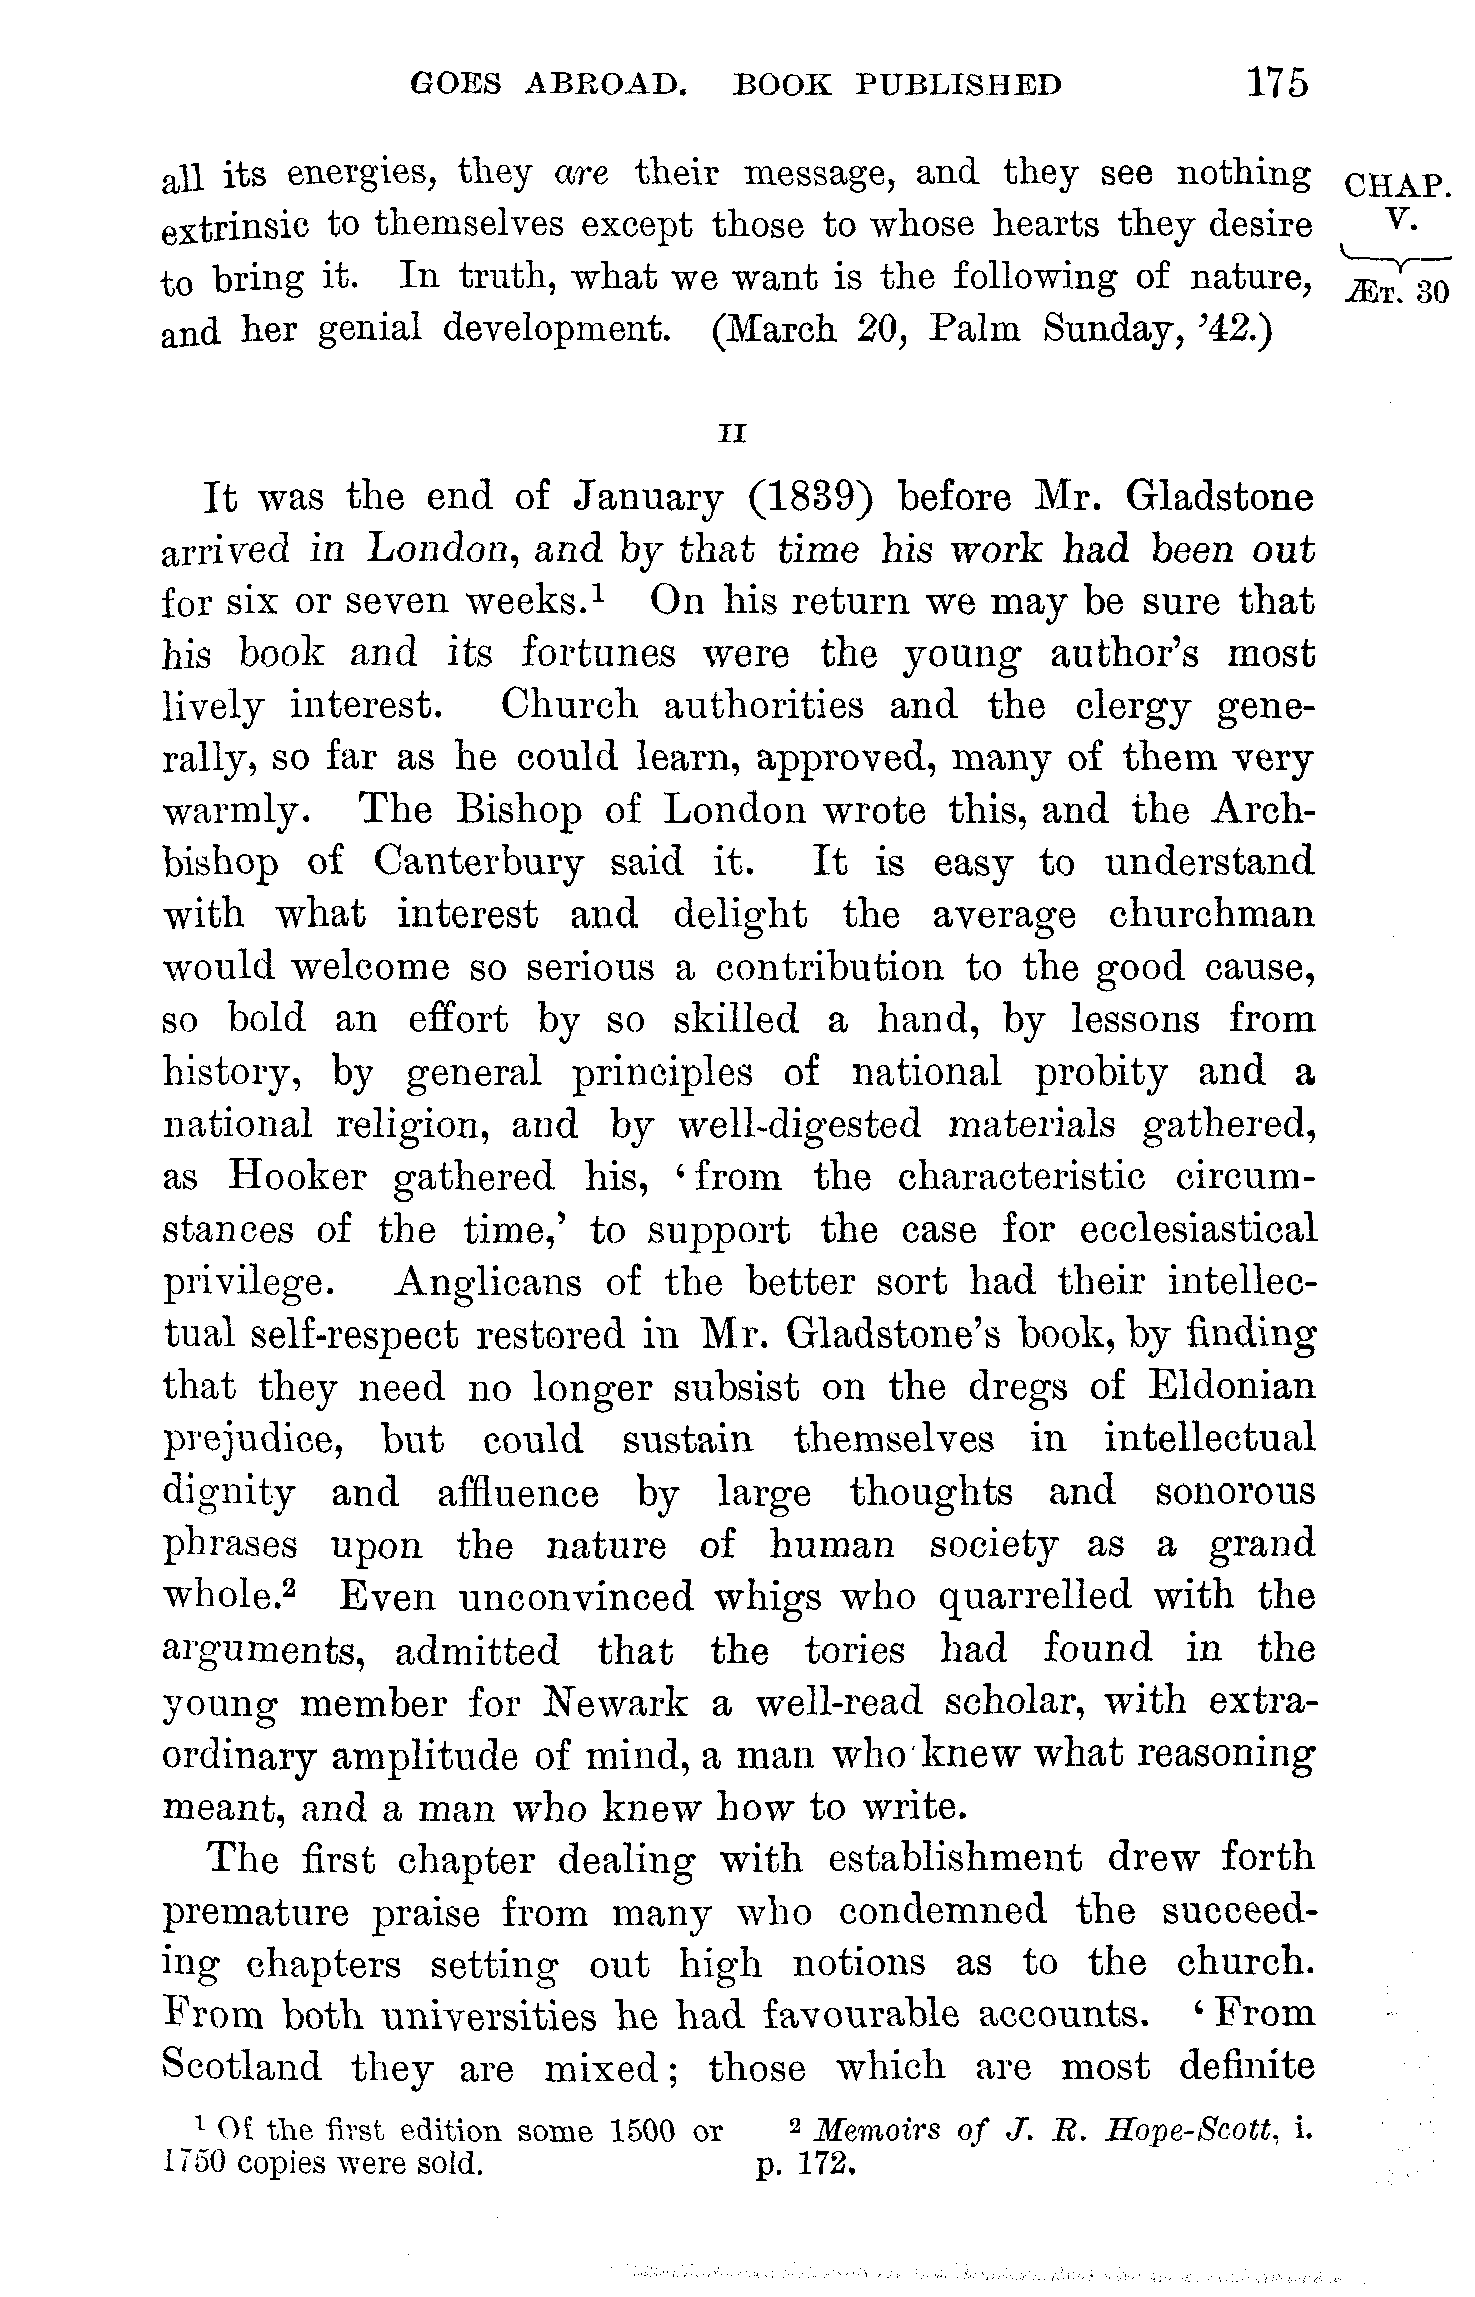 GOES ABROAD. BOOK PUBLISHED 175
all its energies, they are their message, and they see nothing
extrinsic to themselves except those to whose hearts they desire
to bring it. In truth, what we want is the following of nature,
and her genial development. (March 20, Palm Sunday, ’42.)
CHAP.
V.
ÆT. 30
II
It was the end of January (1839) before Mr. Gladstone
arrived in London, and by that time his work had been out
for six or seven weeks.¹ On his return we may be sure that
his book and its fortunes were the young author’s most
lively interest. Church authorities and the clergy gene-
rally, so far as he could learn, approved, many of them very
warmly. The Bishop of London wrote this, and the Arch-
bishop of Canterbury said it. It is easy to understand
with what interest and delight the average churchman
would welcome so serious a contribution to the good cause,
so bold an effort by so skilled a hand, by lessons from
history, by general principles of national probity and a
national religion, and by well-digested materials gathered,
as Hooker gathered his, ‘from the characteristic circum-
stances of the time,’ to support the case for ecclesiastical
privilege. Anglicans of the better sort had their intellec-
tual self-respect restored in Mr. Gladstone’s book, by finding
that they need no longer subsist on the dregs of Eldonian
prejudice, but could sustain themselves in intellectual
dignity and affluence by large thoughts and sonorous
phrases upon the nature of human society as a grand
whole.² Even unconvinced whigs who quarrelled with the
arguments, admitted that the tories had found in the
young member for Newark a well-read scholar, with extra-
ordinary amplitude of mind, a man who knew what reasoning
meant, and a man who knew how to write.
The first chapter dealing with establishment drew forth
premature praise from many who condemned the succeed-
ing chapters setting out high notions as to the church.
From both universities he had favourable accounts. ‘From
Scotland they are mixed; those which are most definite
¹ Of the first edition some 1500 or
1750 copies were sold.
² Memoirs of J. R. Hope-Scott, i.
p. 172.